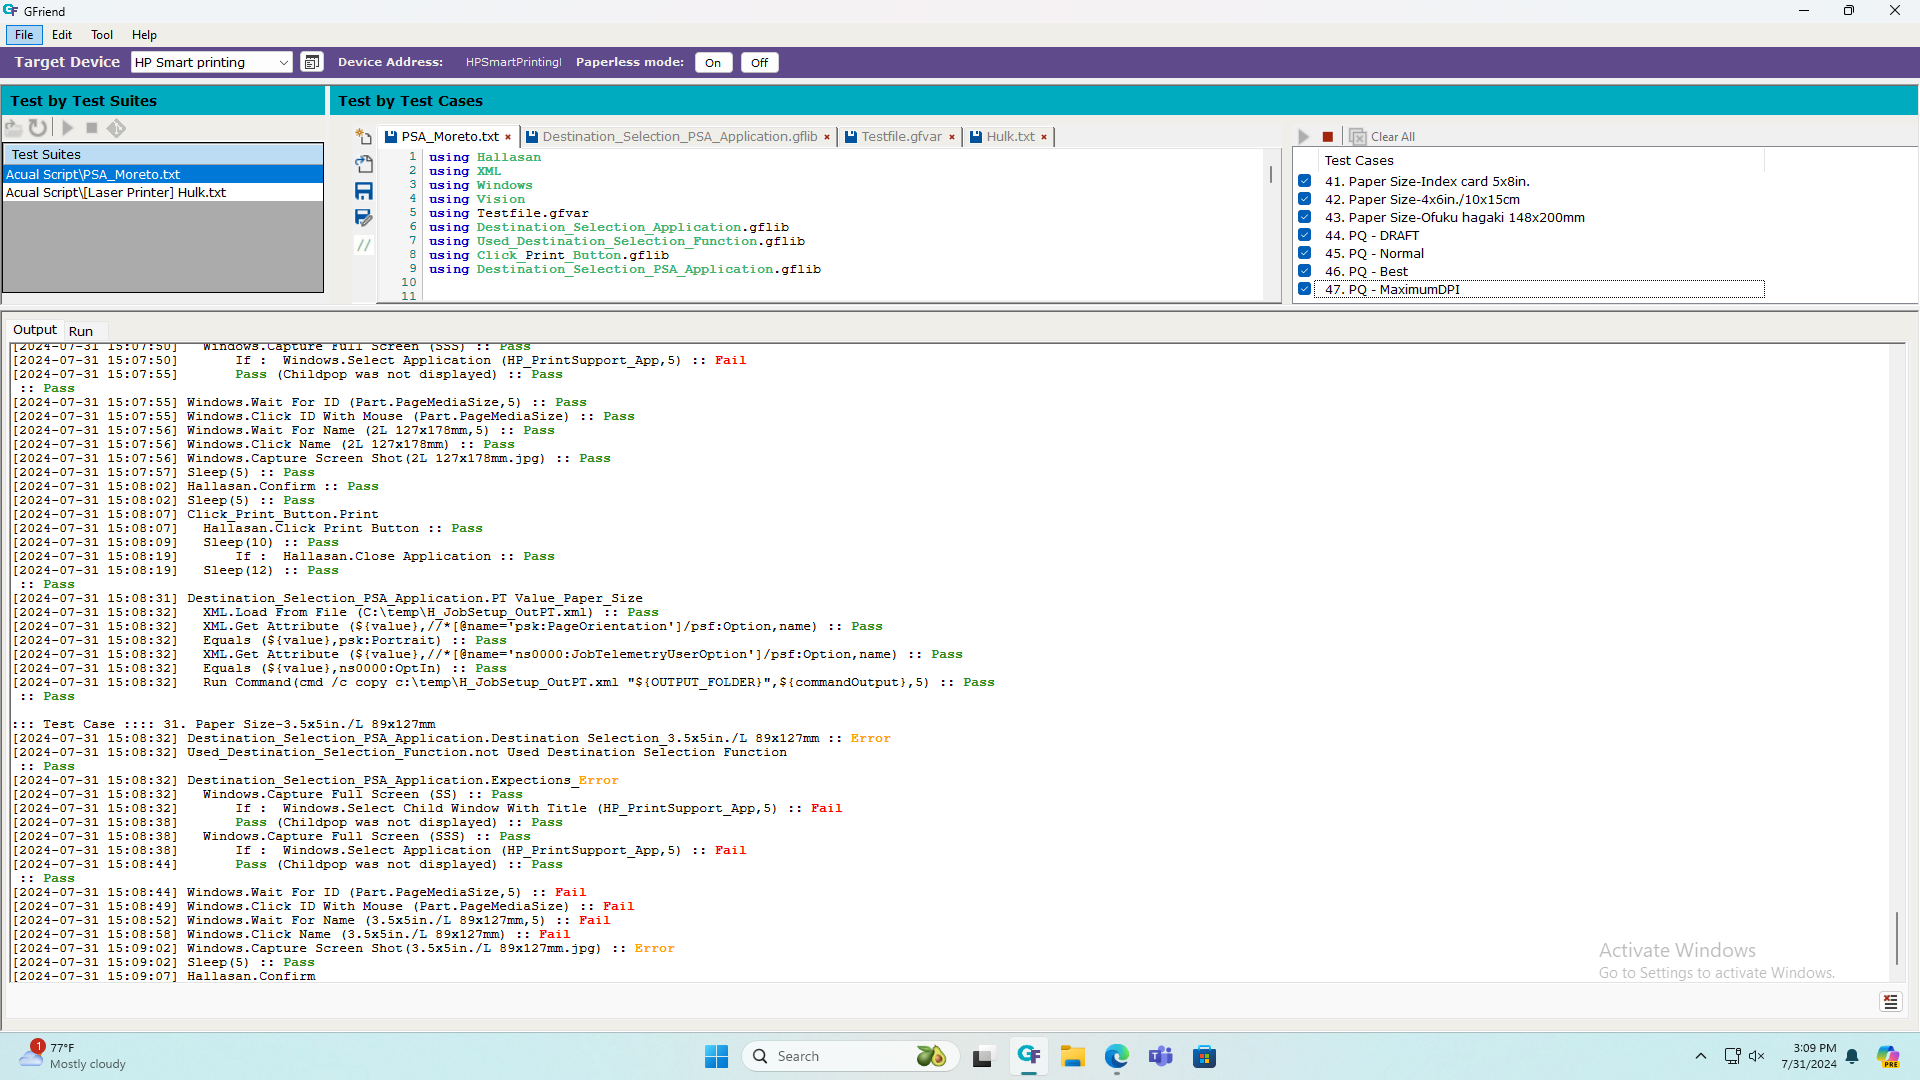 GFriend
File Edit Tool Help
Target Device HP Smart printing Device Address: HPSmartPrintingI Paperless mode: On Off
Test by Test Suites
Test by Test Cases
Test Suites
Acual Script\PSA_Moreto.txt
Acual Script\[Laser Printer] Hulk.txt
PSA_Moreto.txt × Destination_Selection_PSA_Application.gflib × Testfile.gfvar × Hulk.txt ×
1 using Hallasan
2 using XML
3 using Windows
4 using Vision
5 using Testfile.gfvar
6 using Destination_Selection_Application.gflib
7 using Used_Destination_Selection_Function.gflib
8 using Click_Print_Button.gflib
9 using Destination_Selection_PSA_Application.gflib
10
11
Clear All
Test Cases
41. Paper Size-Index card 5x8in.
42. Paper Size-4x6in./10x15cm
43. Paper Size-Ofuku hagaki 148x200mm
44. PQ - DRAFT
45. PQ - Normal
46. PQ - Best
47. PQ - MaximumDPI
Output Run
[2024-07-31 15:07:50] Windows.Capture Full Screen (SSS) :: Pass
[2024-07-31 15:07:50] If : Windows.Select Application (HP_PrintSupport_App,5) :: Fail
[2024-07-31 15:07:55] Pass (Childpop was not displayed) :: Pass
:: Pass
[2024-07-31 15:07:55] Windows.Wait For ID (Part.PageMediaSize,5) :: Pass
[2024-07-31 15:07:55] Windows.Click ID With Mouse (Part.PageMediaSize) :: Pass
[2024-07-31 15:07:56] Windows.Wait For Name (2L 127x178mm,5) :: Pass
[2024-07-31 15:07:56] Windows.Click Name (2L 127x178mm) :: Pass
[2024-07-31 15:07:56] Windows.Capture Screen Shot(2L 127x178mm.jpg) :: Pass
[2024-07-31 15:07:57] Sleep(5) :: Pass
[2024-07-31 15:08:02] Hallasan.Confirm :: Pass
[2024-07-31 15:08:02] Sleep(5) :: Pass
[2024-07-31 15:08:07] Click_Print_Button.Print
[2024-07-31 15:08:07] Hallasan.Click Print Button :: Pass
[2024-07-31 15:08:09] Sleep(10) :: Pass
[2024-07-31 15:08:19] If : Hallasan.Close Application :: Pass
[2024-07-31 15:08:19] Sleep(12) :: Pass
:: Pass
[2024-07-31 15:08:31] Destination_Selection_PSA_Application.PT Value_Paper_Size
[2024-07-31 15:08:32] XML.Load From File (C:\temp\H_JobSetup_OutPT.xml) :: Pass
[2024-07-31 15:08:32] XML.Get Attribute (${value},//*[@name='psk:PageOrientation']/psf:Option,name) :: Pass
[2024-07-31 15:08:32] Equals (${value},psk:Portrait) :: Pass
[2024-07-31 15:08:32] XML.Get Attribute (${value},//*[@name='ns0000:JobTelemetryUserOption']/psf:Option,name) :: Pass
[2024-07-31 15:08:32] Equals (${value},ns0000:OptIn) :: Pass
[2024-07-31 15:08:32] Run Command(cmd /c copy c:\temp\H_JobSetup_OutPT.xml "${OUTPUT_FOLDER}",${commandOutput},5) :: Pass
:: Pass
::: Test Case :::: 31. Paper Size-3.5x5in./L 89x127mm
[2024-07-31 15:08:32] Destination_Selection_PSA_Application.Destination Selection_3.5x5in./L 89x127mm :: Error
[2024-07-31 15:08:32] Used_Destination_Selection_Function.not Used Destination Selection Function
:: Pass
[2024-07-31 15:08:32] Destination_Selection_PSA_Application.Expections_Error
[2024-07-31 15:08:32] Windows.Capture Full Screen (SS) :: Pass
[2024-07-31 15:08:32] If : Windows.Select Child Window With Title (HP_PrintSupport_App,5) :: Fail
[2024-07-31 15:08:38] Pass (Childpop was not displayed) :: Pass
[2024-07-31 15:08:38] Windows.Capture Full Screen (SSS) :: Pass
[2024-07-31 15:08:38] If : Windows.Select Application (HP_PrintSupport_App,5) :: Fail
[2024-07-31 15:08:44] Pass (Childpop was not displayed) :: Pass
:: Pass
[2024-07-31 15:08:44] Windows.Wait For ID (Part.PageMediaSize,5) :: Fail
[2024-07-31 15:08:49] Windows.Click ID With Mouse (Part.PageMediaSize) :: Fail
[2024-07-31 15:08:52] Windows.Wait For Name (3.5x5in./L 89x127mm,5) :: Fail
[2024-07-31 15:08:58] Windows.Click Name (3.5x5in./L 89x127mm) :: Fail
[2024-07-31 15:09:02] Windows.Capture Screen Shot(3.5x5in./L 89x127mm.jpg) :: Error
[2024-07-31 15:09:02] Sleep(5) :: Pass
[2024-07-31 15:09:07] Hallasan.Confirm
Activate Windows
Go to Settings to activate Windows.
1
77°F
Mostly cloudy
Search
GF
PRE
3:09 PM
7/31/2024